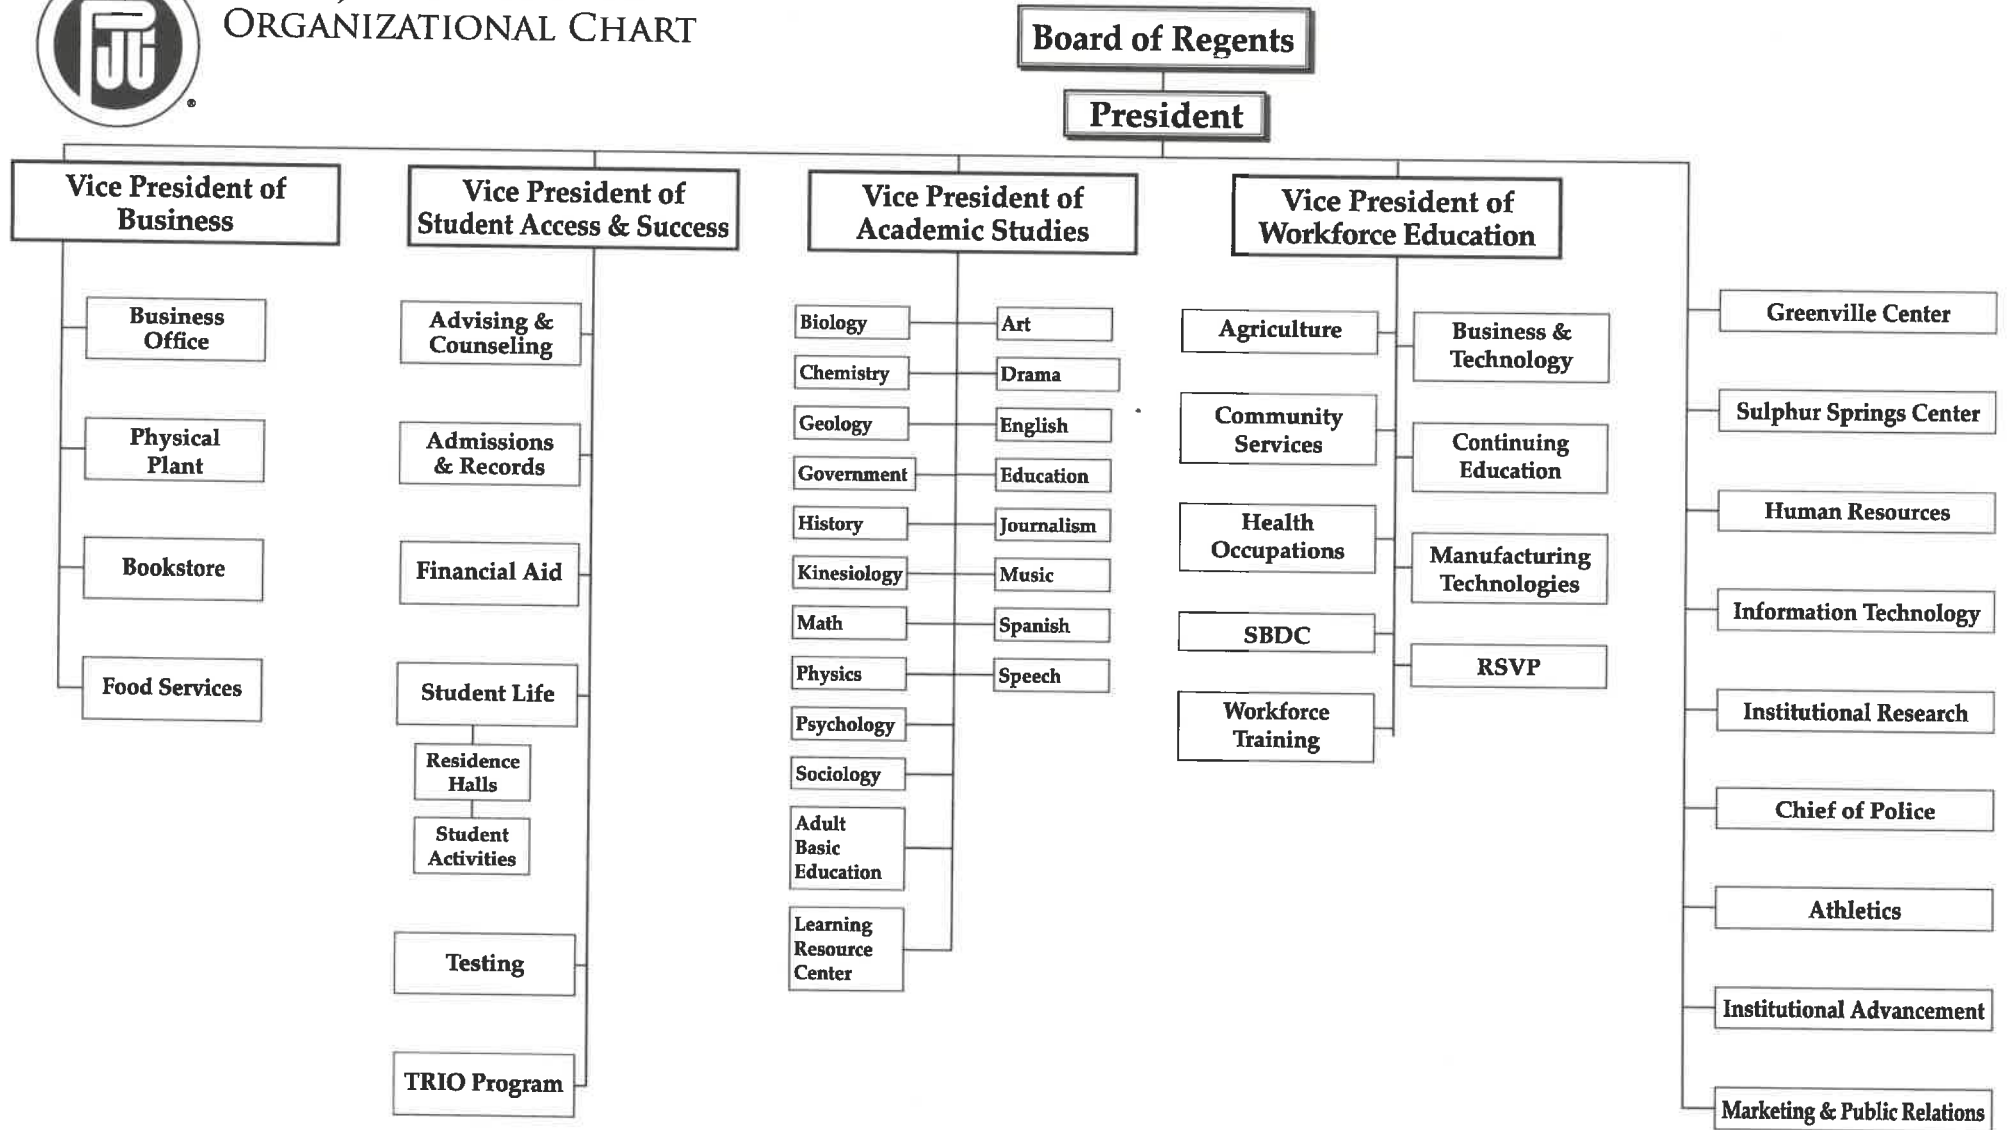 ORGANIZATIONAL CHART
Board of Regents
President
Vice President of
Business
Business
Office
Physical
Plant
Bookstore
Food Services
Vice President of
Student Access & Success
Advising &
Counseling
Admissions
& Records
Financial Aid
Student Life
Residence
Halls
Student
Activities
Testing
TRIO Program
Vice President of
Academic Studies
Biology
Chemistry
Geology
Government
History
Kinesiology
Math
Physics
Psychology
Sociology
Adult
Basic
Education
Learning
Resource
Center
Art
Drama
English
Education
Journalism
Music
Spanish
Speech
Vice President of
Workforce Education
Agriculture
Community
Services
Health
Occupations
SBDC
Workforce
Training
Business &
Technology
Continuing
Education
Manufacturing
Technologies
RSVP
Greenville Center
Sulphur Springs Center
Human Resources
Information Technology
Institutional Research
Chief of Police
Athletics
Institutional Advancement
Marketing & Public Relations